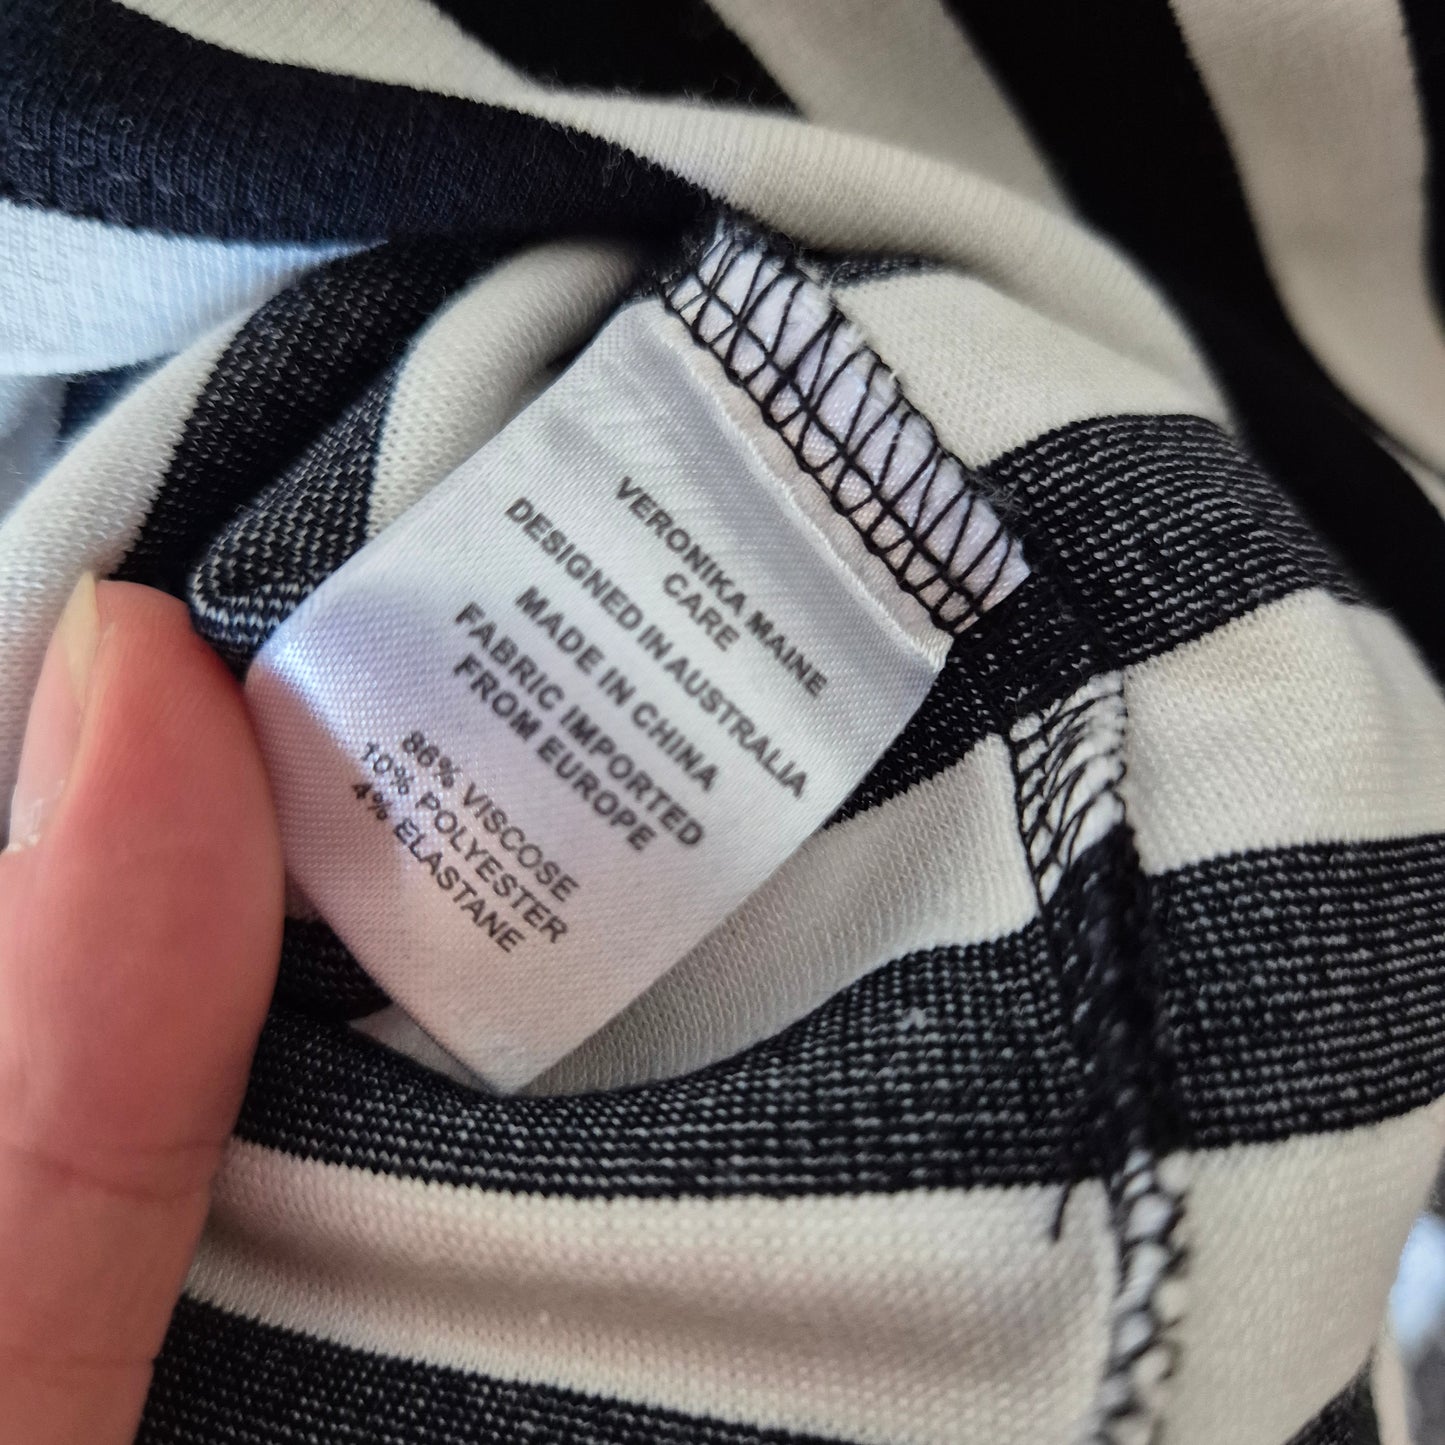 VERONIKA MAINE
CARE
DESIGNED IN AUSTRALIA
MADE IN CHINA
FABRIC IMPORTED
FROM EUROPE
86% VISCOSE
10% POLYESTER
4% ELASTANE